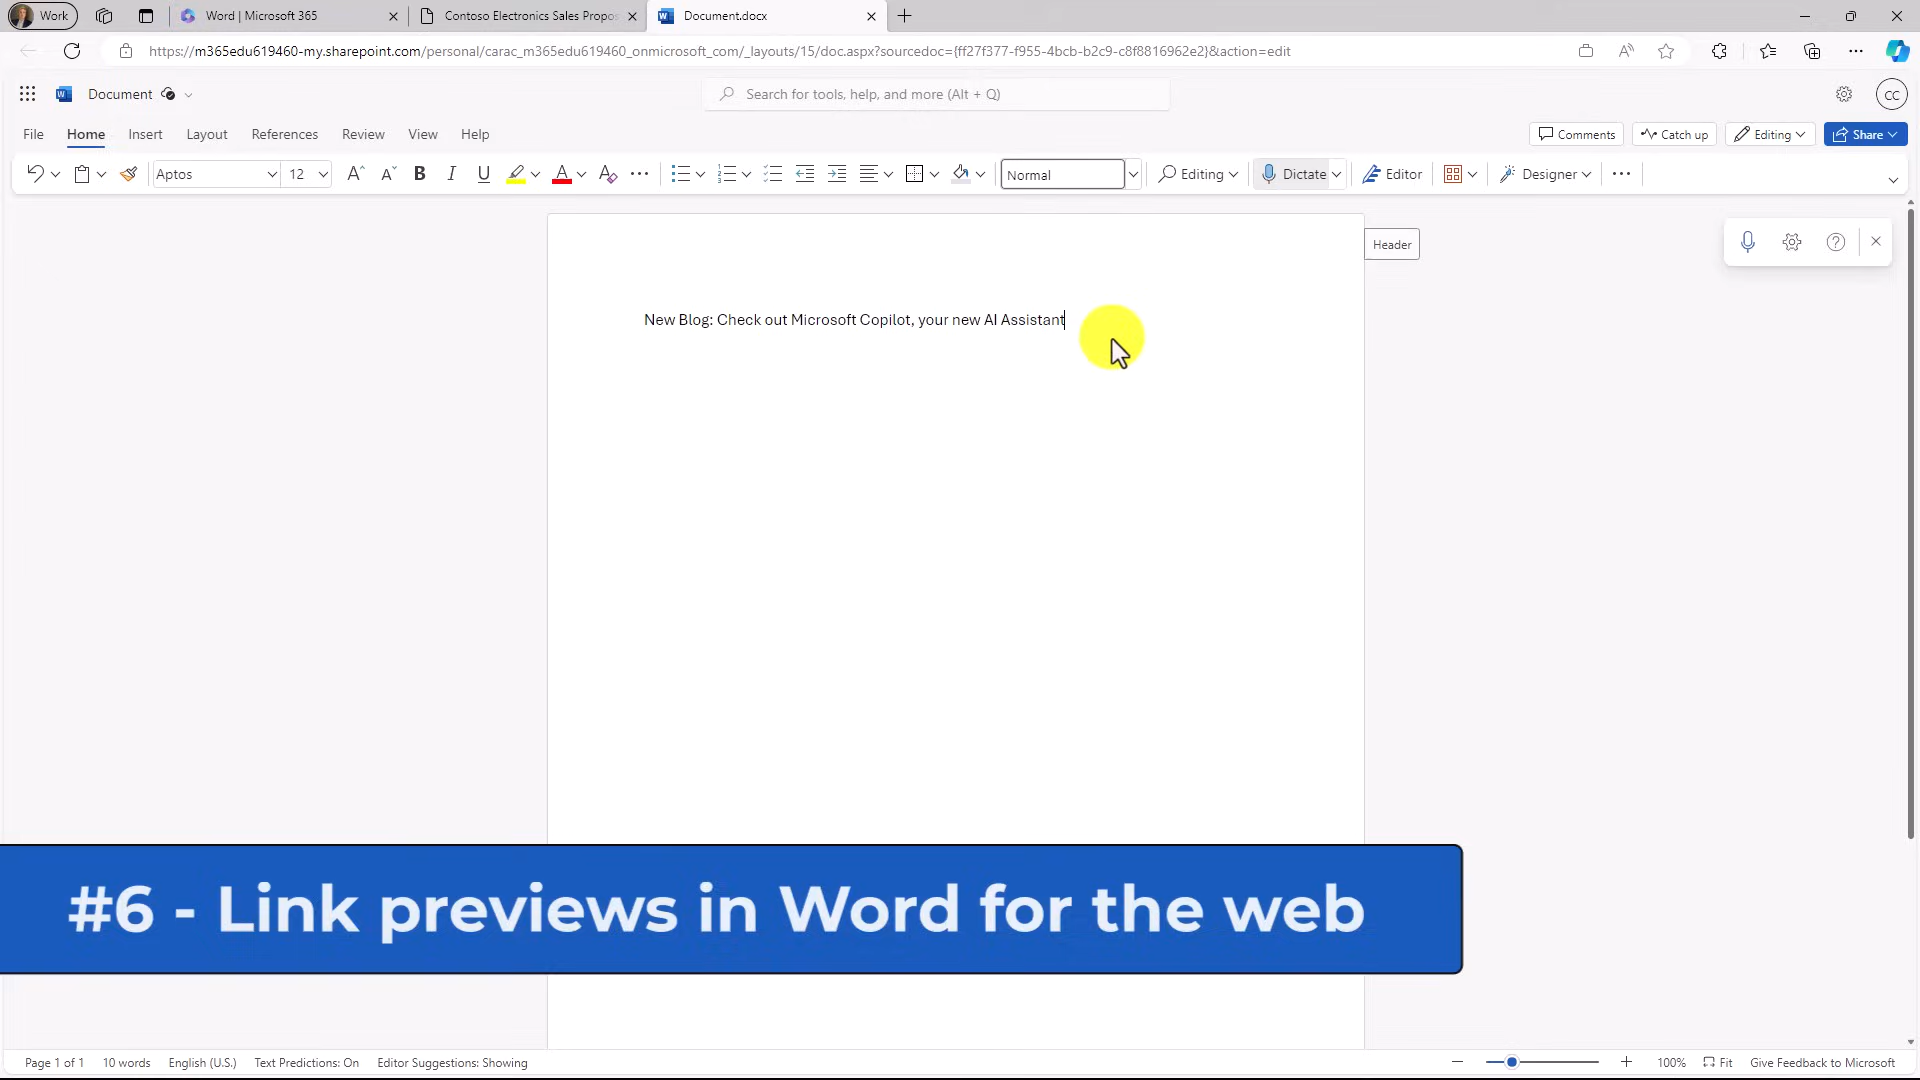 Work
Word | Microsoft 365
Contoso Electronics Sales Propos
Document.docx
https://m365edu619460-my.sharepoint.com/personal/carac_m365edu619460_onmicrosoft_com/_layouts/15/doc.aspx?sourcedoc={ff27f377-f955-4bcb-b2c9-c8f8816962e2}&action=edit
Document
Search for tools, help, and more (Alt + Q)
CC
File Home Insert Layout References Review View Help
Comments Catch up Editing Share
Aptos 12 Normal Editing Dictate Editor Designer
Header
New Blog: Check out Microsoft Copilot, your new AI Assistant
#6 - Link previews in Word for the web
Page 1 of 1 10 words English (U.S.) Text Predictions: On Editor Suggestions: Showing 100% Fit Give Feedback to Microsoft